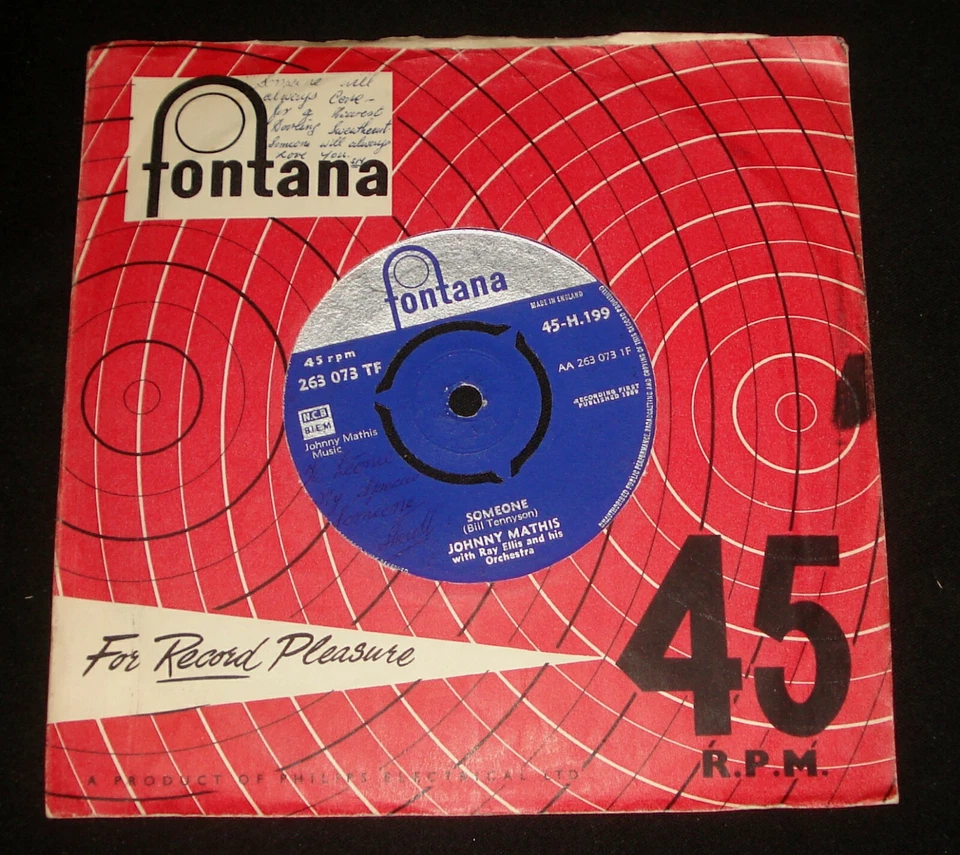 Someone will
always Care -
for a Dearest
Darling Sweetheart
Someone will always
Love You.
fontana
fontana
MADE IN ENGLAND
45-H.199
45 rpm
263 073 TF
AA 263 073 1F
RECORDING FIRST
PUBLISHED 1959
N.C.B
B.I.E.M
Johnny Mathis
Music
Someone
SOMEONE
(Bill Tennyson)
JOHNNY MATHIS
with Ray Ellis and his
Orchestra
For Record Pleasure
45
R.P.M.
A PRODUCT OF PHILIPS ELECTRICAL LTD